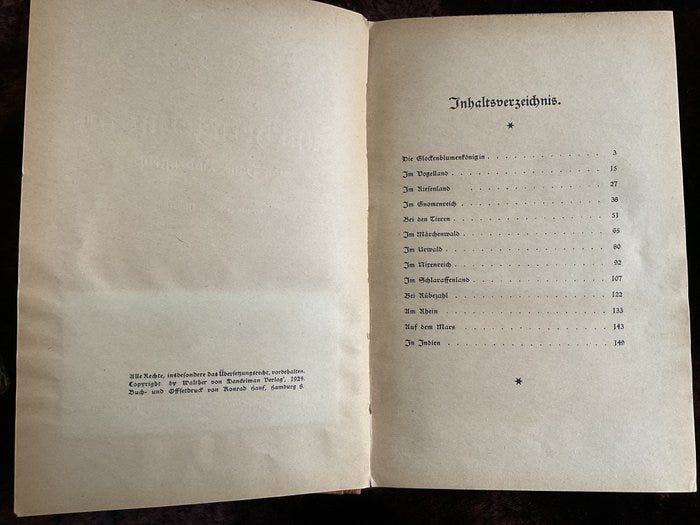 Alle Rechte, insbesondere das Übersetzungsrecht, vorbehalten.
Copyright by Walther von Danckelman Verlag, 1924.
Buch- und Offsetdruck von Konrad Hanf, Hamburg 8.
Inhaltsverzeichnis.
*
Die Glockenblumenkönigin . . . . . . . . . . . 3
Im Vogelland . . . . . . . . . . . . . 15
Im Riesenland . . . . . . . . . . . . . 27
Im Gnomenreich . . . . . . . . . . . . 38
Bei den Tieren . . . . . . . . . . . . . 51
Im Märchenwald . . . . . . . . . . . . 65
Im Urwald . . . . . . . . . . . . . . 80
Im Nixenreich . . . . . . . . . . . . . 92
Im Schlaraffenland . . . . . . . . . . . . 107
Bei Rübezahl . . . . . . . . . . . . . 122
Am Rhein . . . . . . . . . . . . . . 133
Auf dem Mars . . . . . . . . . . . . . 143
In Indien . . . . . . . . . . . . . . 149
*